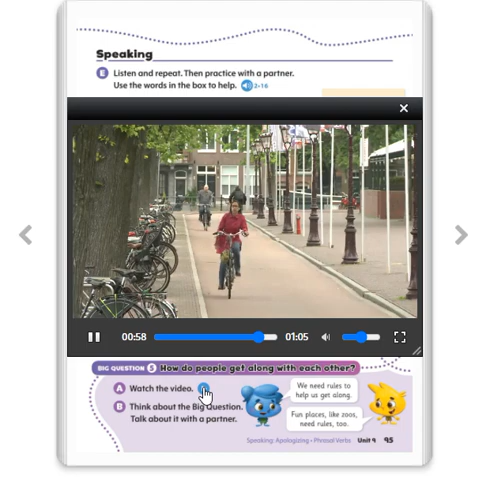 Speaking
E Listen and repeat. Then practice with a partner.
Use the words in the box to help. 2-16
×
00:58
01:05
BIG QUESTION 5 How do people get along with each other?
A Watch the video.
B Think about the Big Question.
Talk about it with a partner.
We need rules to
help us get along.
Fun places, like zoos,
need rules, too.
Speaking: Apologizing • Phrasal Verbs Unit 9 95